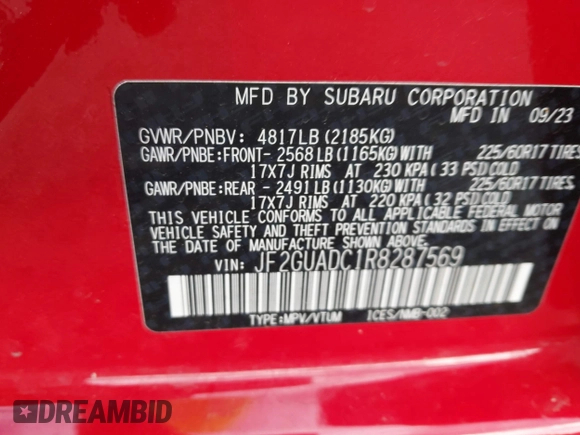 MFD BY SUBARU CORPORATION
MFD IN 09/23
GVWR/PNBV: 4817LB (2185KG)
GAWR/PNBE:FRONT-2568LB(1165KG)WITH 225/60R17 TIRES,
17X7J RIMS AT 230 KPA(33 PSI)COLD
GAWR/PNBE:REAR -2491LB(1130KG)WITH 225/60R17 TIRES,
17X7J RIMS AT 220 KPA(32 PSI)COLD
THIS VEHICLE CONFORMS TO ALL APPLICABLE FEDERAL MOTOR
VEHICLE SAFETY AND THEFT PREVENTION STANDARDS IN EFFECT ON
THE DATE OF MANUFACTURE SHOWN ABOVE.
VIN: JF2GUADC1R8287569
TYPE:MPV/VTUM ICES/NMB-002
DREAMBID